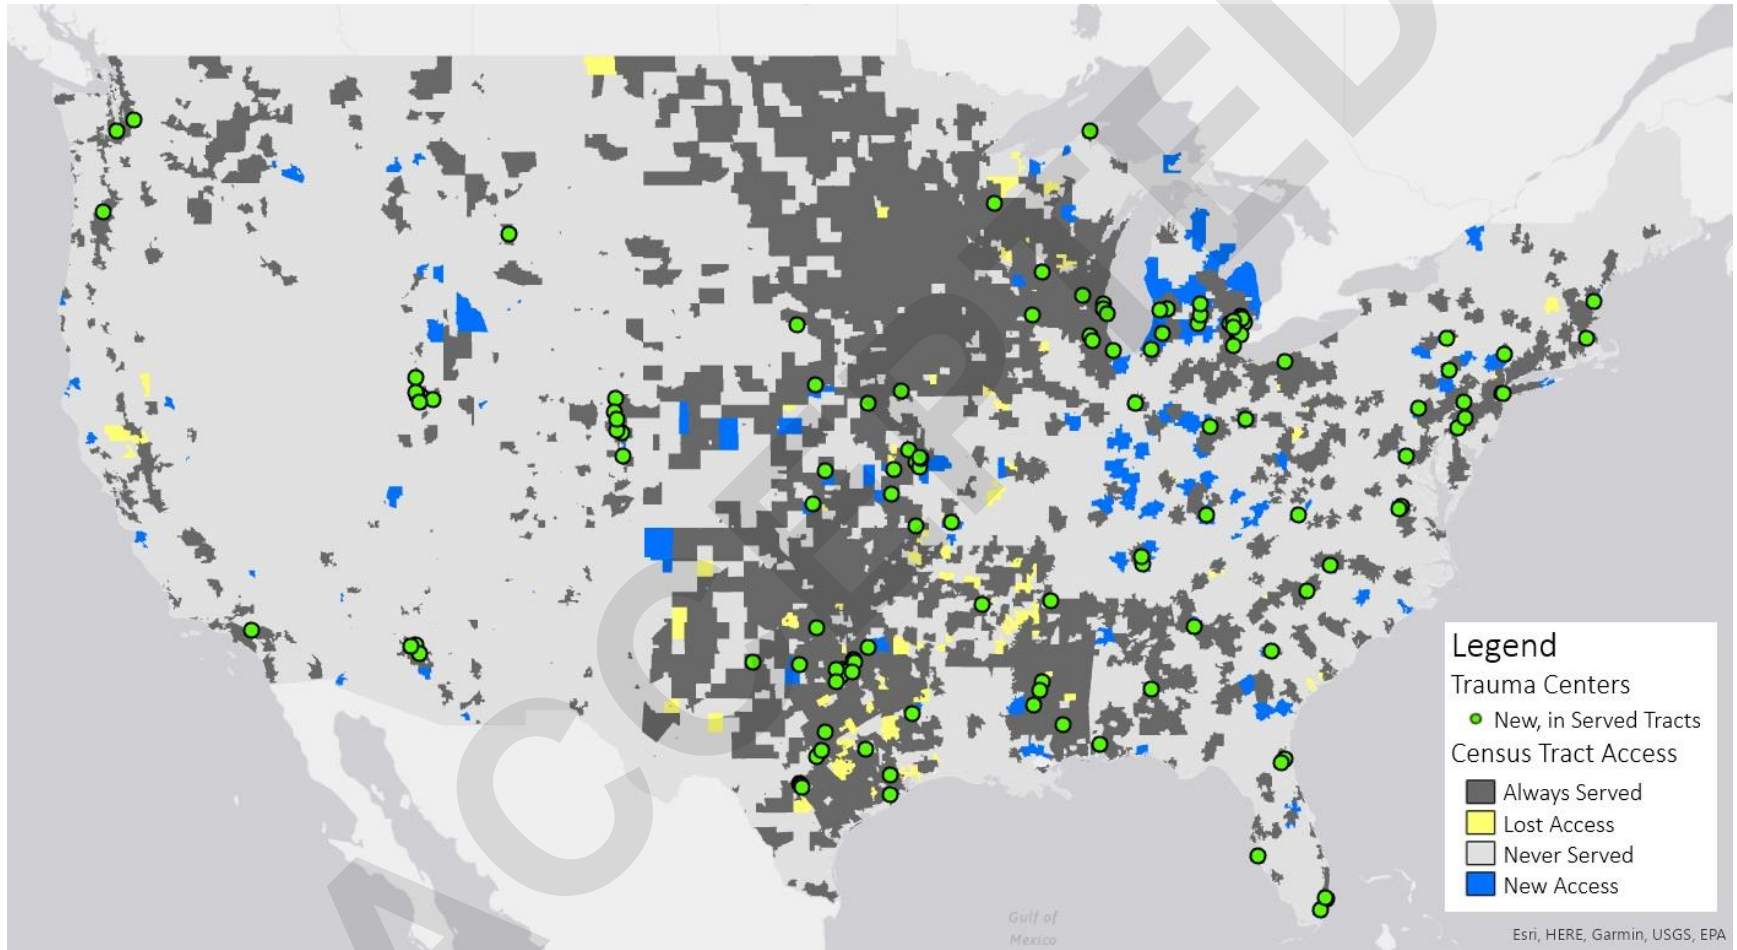 ACCEPTED
Legend
Trauma Centers
New, in Served Tracts
Census Tract Access
Always Served
Lost Access
Never Served
New Access
Gulf of
Mexico
Esri, HERE, Garmin, USGS, EPA